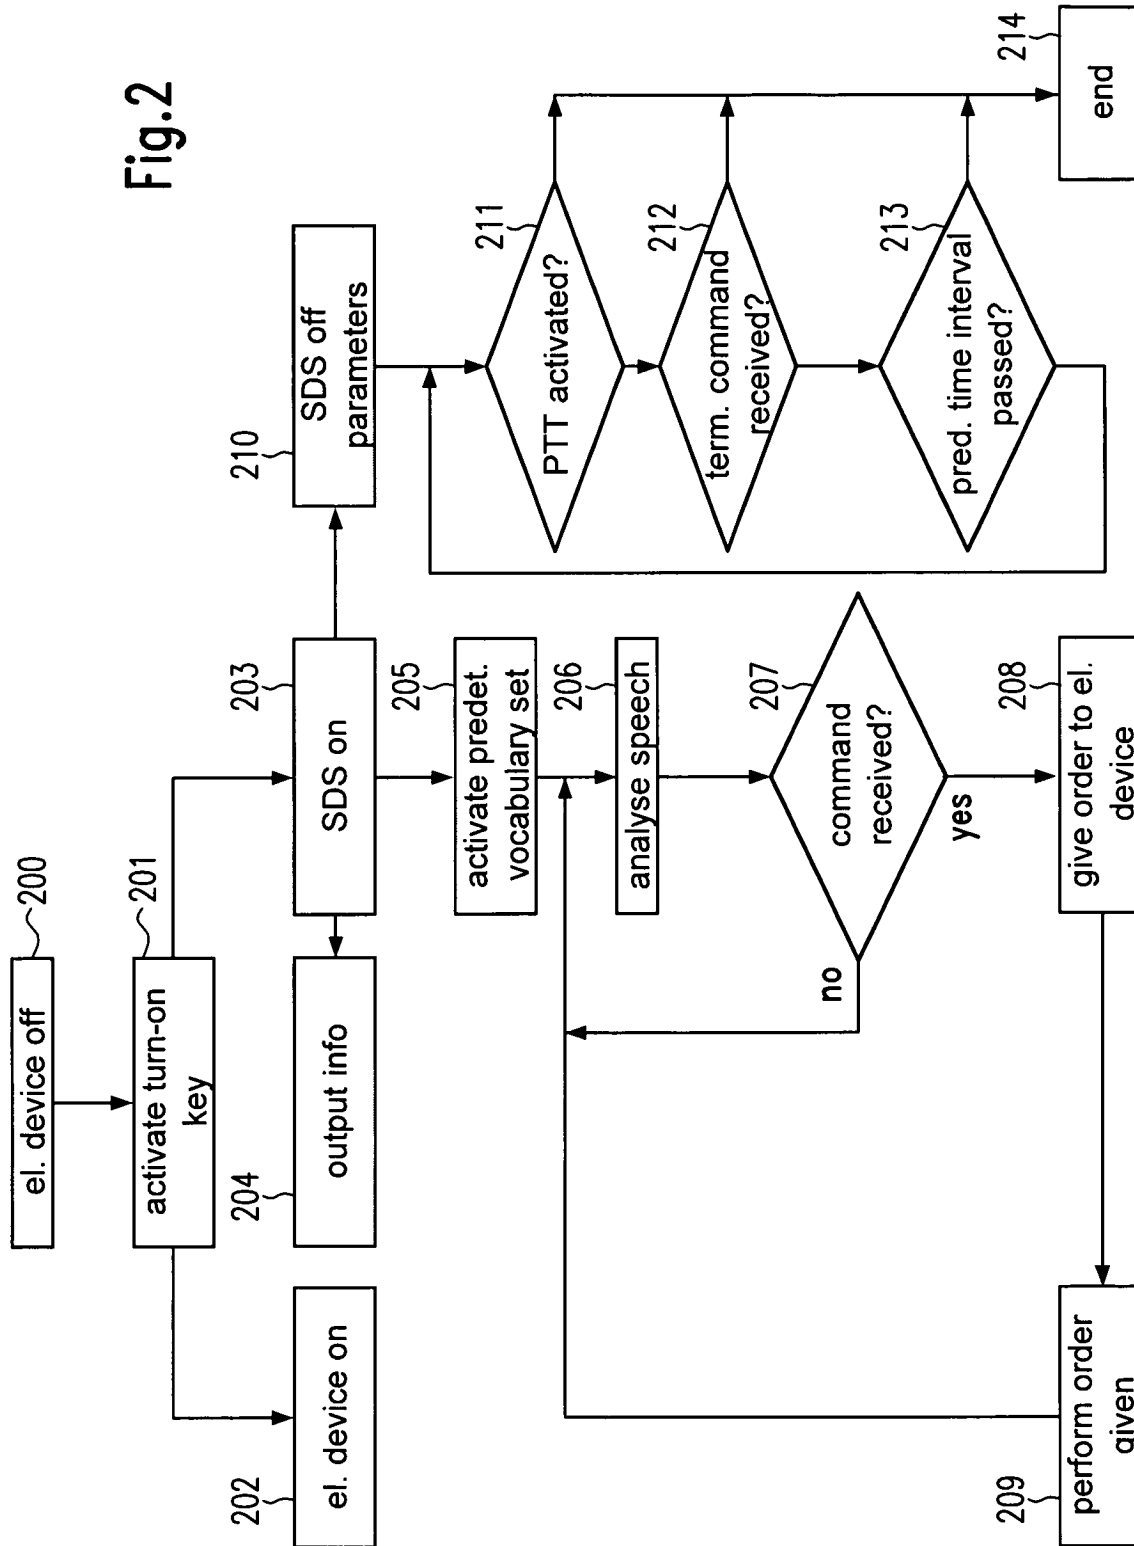 Fig.2
200
el. device off
201
activate turn-on
key
202
el. device on
203
SDS on
204
output info
205
activate predet.
vocabulary set
206
analyse speech
207
command
received?
no
yes
208
give order to el.
device
209
perform order
given
210
SDS off
parameters
211
PTT activated?
212
term. command
received?
213
pred. time interval
passed?
214
end